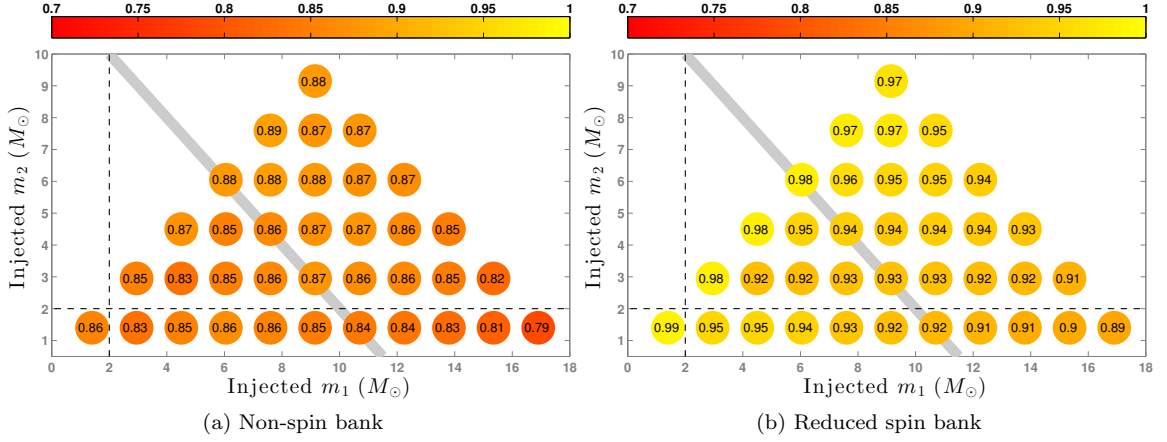 0.7 0.75 0.8 0.85 0.9 0.95 1
10
9
8
7
6
5
4
3
2
1
Injected m₂ (M⊙)
0.88
0.89 0.87 0.87
0.88 0.88 0.88 0.87 0.87
0.87 0.85 0.86 0.87 0.87 0.86 0.85
0.85 0.83 0.85 0.86 0.87 0.86 0.86 0.85 0.82
0.86 0.83 0.85 0.86 0.86 0.85 0.84 0.84 0.83 0.81 0.79
0 2 4 6 8 10 12 14 16 18
Injected m₁ (M⊙)
(a) Non-spin bank
0.7 0.75 0.8 0.85 0.9 0.95 1
10
9
8
7
6
5
4
3
2
1
Injected m₂ (M⊙)
0.97
0.97 0.97 0.95
0.98 0.96 0.95 0.95 0.94
0.98 0.95 0.94 0.94 0.94 0.94 0.93
0.98 0.92 0.92 0.93 0.93 0.93 0.92 0.92 0.91
0.99 0.95 0.95 0.94 0.93 0.92 0.92 0.91 0.91 0.9 0.89
0 2 4 6 8 10 12 14 16 18
Injected m₁ (M⊙)
(b) Reduced spin bank